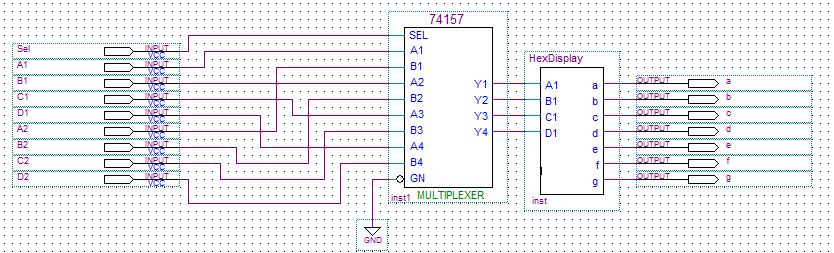 74157
Sel INPUT VCC SEL
A1 INPUT VCC A1
B1 INPUT VCC B1
C1 INPUT VCC A2
D1 INPUT VCC B2
A2 INPUT VCC A3
B2 INPUT VCC B3
C2 INPUT VCC A4
D2 INPUT VCC B4
GN
Y1
Y2
Y3
Y4
inst1 MULTIPLEXER
GND
HexDisplay
A1 a OUTPUT a
B1 b OUTPUT b
C1 c OUTPUT c
D1 d OUTPUT d
e OUTPUT e
f OUTPUT f
g OUTPUT g
inst